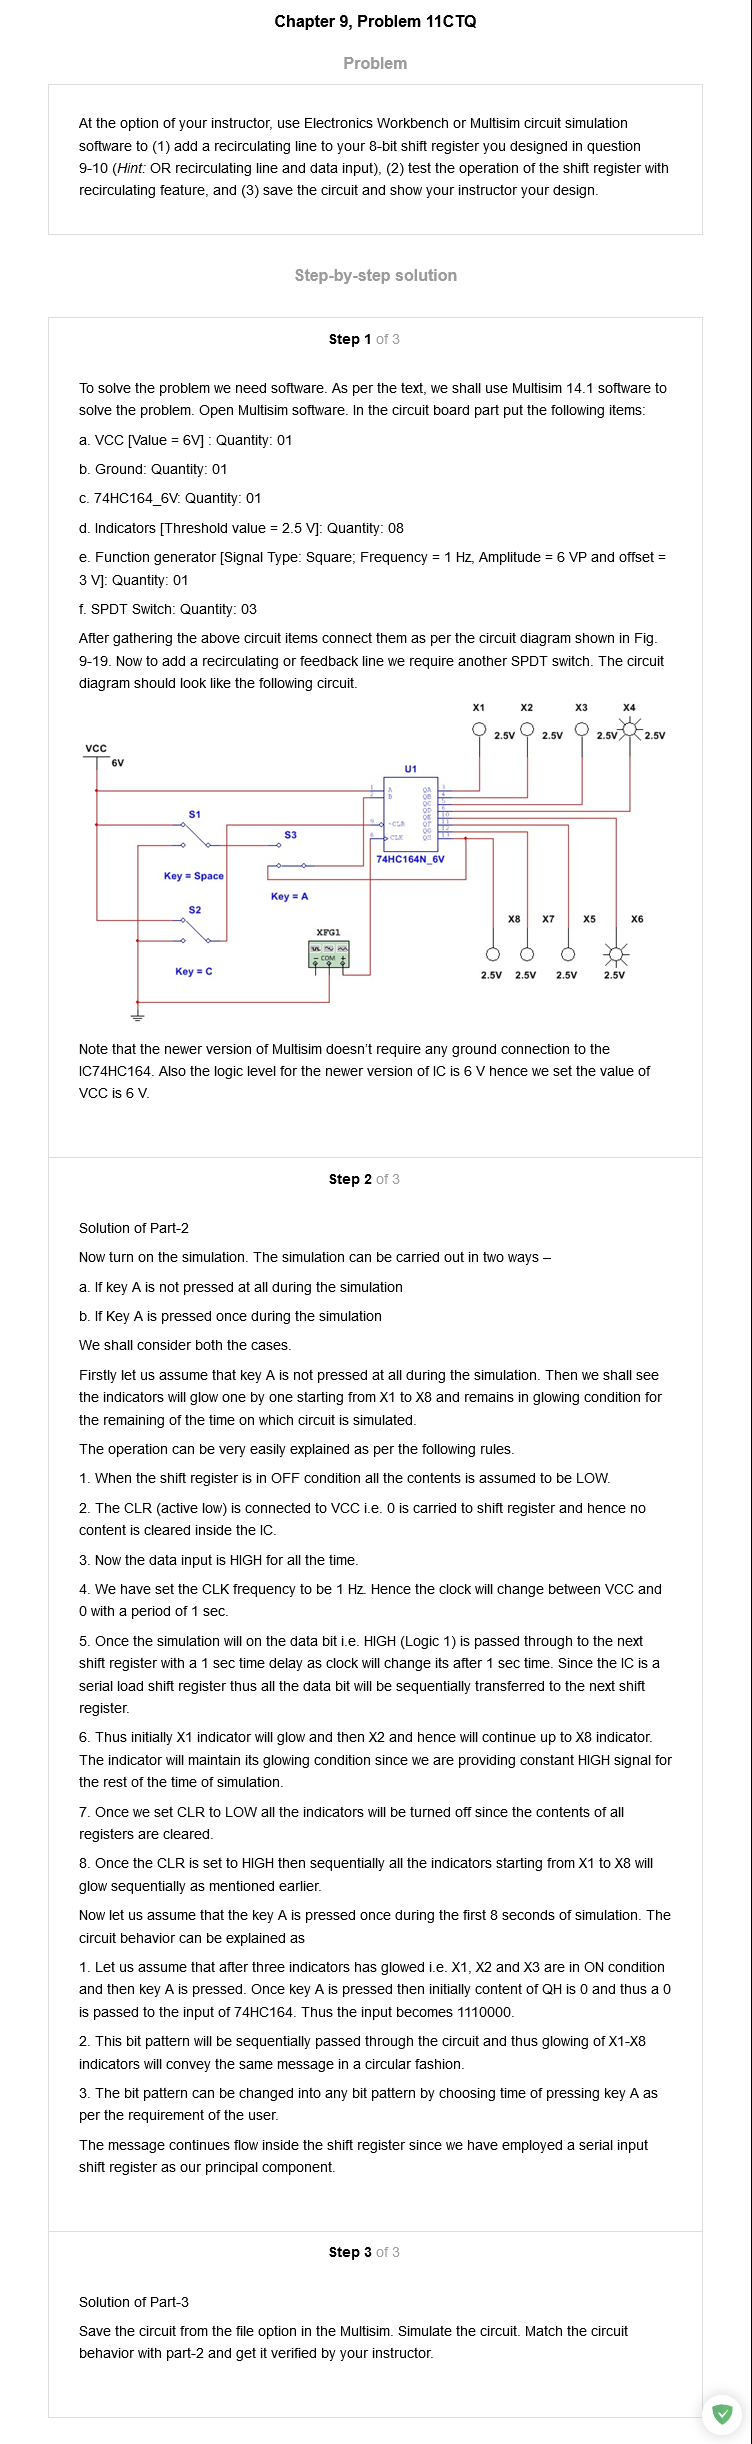 Chapter 9, Problem 11CTQ
Problem
At the option of your instructor, use Electronics Workbench or Multisim circuit simulation
software to (1) add a recirculating line to your 8-bit shift register you designed in question
9-10 (Hint: OR recirculating line and data input), (2) test the operation of the shift register with
recirculating feature, and (3) save the circuit and show your instructor your design.
Step-by-step solution
Step 1 of 3
To solve the problem we need software. As per the text, we shall use Multisim 14.1 software to
solve the problem. Open Multisim software. In the circuit board part put the following items:
a. VCC [Value = 6V] : Quantity: 01
b. Ground: Quantity: 01
c. 74HC164_6V: Quantity: 01
d. Indicators [Threshold value = 2.5 V]: Quantity: 08
e. Function generator [Signal Type: Square; Frequency = 1 Hz, Amplitude = 6 VP and offset =
3 V]: Quantity: 01
f. SPDT Switch: Quantity: 03
After gathering the above circuit items connect them as per the circuit diagram shown in Fig.
9-19. Now to add a recirculating or feedback line we require another SPDT switch. The circuit
diagram should look like the following circuit.
X1 X2 X3 X4
2.5V 2.5V 2.5V 2.5V
VCC
6V
U1
1 A QA 3
2 B QB 4
QC 5
QD 6
QE 10
9 ~CLR QF 11
QG 12
8 CLK QH 13
74HC164N_6V
S1
S3
Key = Space
Key = A
S2
Key = C
XFG1
COM
X8 X7 X5 X6
2.5V 2.5V 2.5V 2.5V
Note that the newer version of Multisim doesn't require any ground connection to the
IC74HC164. Also the logic level for the newer version of IC is 6 V hence we set the value of
VCC is 6 V.
Step 2 of 3
Solution of Part-2
Now turn on the simulation. The simulation can be carried out in two ways –
a. If key A is not pressed at all during the simulation
b. If Key A is pressed once during the simulation
We shall consider both the cases.
Firstly let us assume that key A is not pressed at all during the simulation. Then we shall see
the indicators will glow one by one starting from X1 to X8 and remains in glowing condition for
the remaining of the time on which circuit is simulated.
The operation can be very easily explained as per the following rules.
1. When the shift register is in OFF condition all the contents is assumed to be LOW.
2. The CLR (active low) is connected to VCC i.e. 0 is carried to shift register and hence no
content is cleared inside the IC.
3. Now the data input is HIGH for all the time.
4. We have set the CLK frequency to be 1 Hz. Hence the clock will change between VCC and
0 with a period of 1 sec.
5. Once the simulation will on the data bit i.e. HIGH (Logic 1) is passed through to the next
shift register with a 1 sec time delay as clock will change its after 1 sec time. Since the IC is a
serial load shift register thus all the data bit will be sequentially transferred to the next shift
register.
6. Thus initially X1 indicator will glow and then X2 and hence will continue up to X8 indicator.
The indicator will maintain its glowing condition since we are providing constant HIGH signal for
the rest of the time of simulation.
7. Once we set CLR to LOW all the indicators will be turned off since the contents of all
registers are cleared.
8. Once the CLR is set to HIGH then sequentially all the indicators starting from X1 to X8 will
glow sequentially as mentioned earlier.
Now let us assume that the key A is pressed once during the first 8 seconds of simulation. The
circuit behavior can be explained as
1. Let us assume that after three indicators has glowed i.e. X1, X2 and X3 are in ON condition
and then key A is pressed. Once key A is pressed then initially content of QH is 0 and thus a 0
is passed to the input of 74HC164. Thus the input becomes 1110000.
2. This bit pattern will be sequentially passed through the circuit and thus glowing of X1-X8
indicators will convey the same message in a circular fashion.
3. The bit pattern can be changed into any bit pattern by choosing time of pressing key A as
per the requirement of the user.
The message continues flow inside the shift register since we have employed a serial input
shift register as our principal component.
Step 3 of 3
Solution of Part-3
Save the circuit from the file option in the Multisim. Simulate the circuit. Match the circuit
behavior with part-2 and get it verified by your instructor.